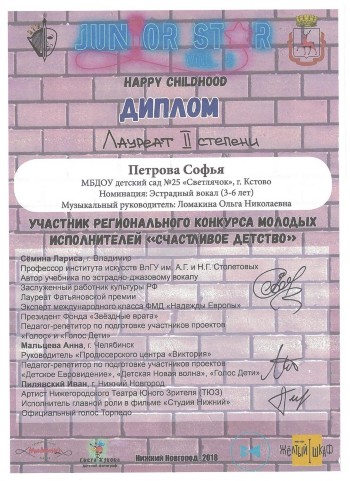 JUNIOR STAR
HAPPY CHILDHOOD
ДИПЛОМ
Лауреат II степени
Петрова Софья
МБДОУ детский сад №25 «Светлячок», г. Кстово
Номинация: Эстрадный вокал (3-6 лет)
Музыкальный руководитель: Ломакина Ольга Николаевна
УЧАСТНИК РЕГИОНАЛЬНОГО КОНКУРСА МОЛОДЫХ
ИСПОЛНИТЕЛЕЙ «СЧАСТЛИВОЕ ДЕТСТВО»
Сёмина Лариса, г. Владимир
Профессор института искусств ВлГУ им. А.Г. и Н.Г. Столетовых
Автор учебника по эстрадно-джазовому вокалу
Заслуженный работник культуры РФ
Лауреат Фатьяновской премии
Эксперт международного класса ФМД «Надежды Европы»
Президент Фонда «Звёздные врата»
Педагог-репетитор по подготовке участников проектов
«Голос» и «Голос Дети»
Мальцева Анна, г. Челябинск
Руководитель «Продюсерского центра «Виктория»
Педагог-репетитор по подготовке участников проектов
«Детское Евровидение», «Детская Новая волна», «Голос Дети»
Пилявский Иван, г. Нижний Новгород
Артист Нижегородского Театра Юного Зрителя (ТЮЗ)
Исполнитель главной роли в фильме «Студия Нижний»
Официальный голос Торпедо
Нижний Новгород 2018
ЖЕЛТЫЙ ШКАФ